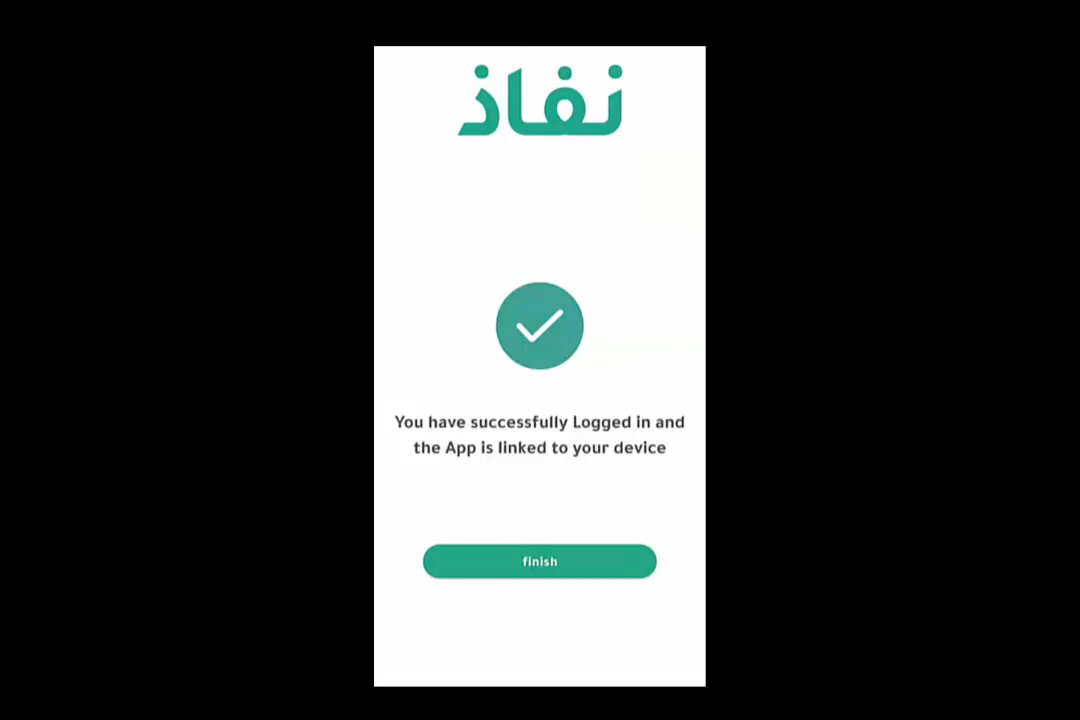 نفاذ
You have successfully Logged in and
the App is linked to your device
finish